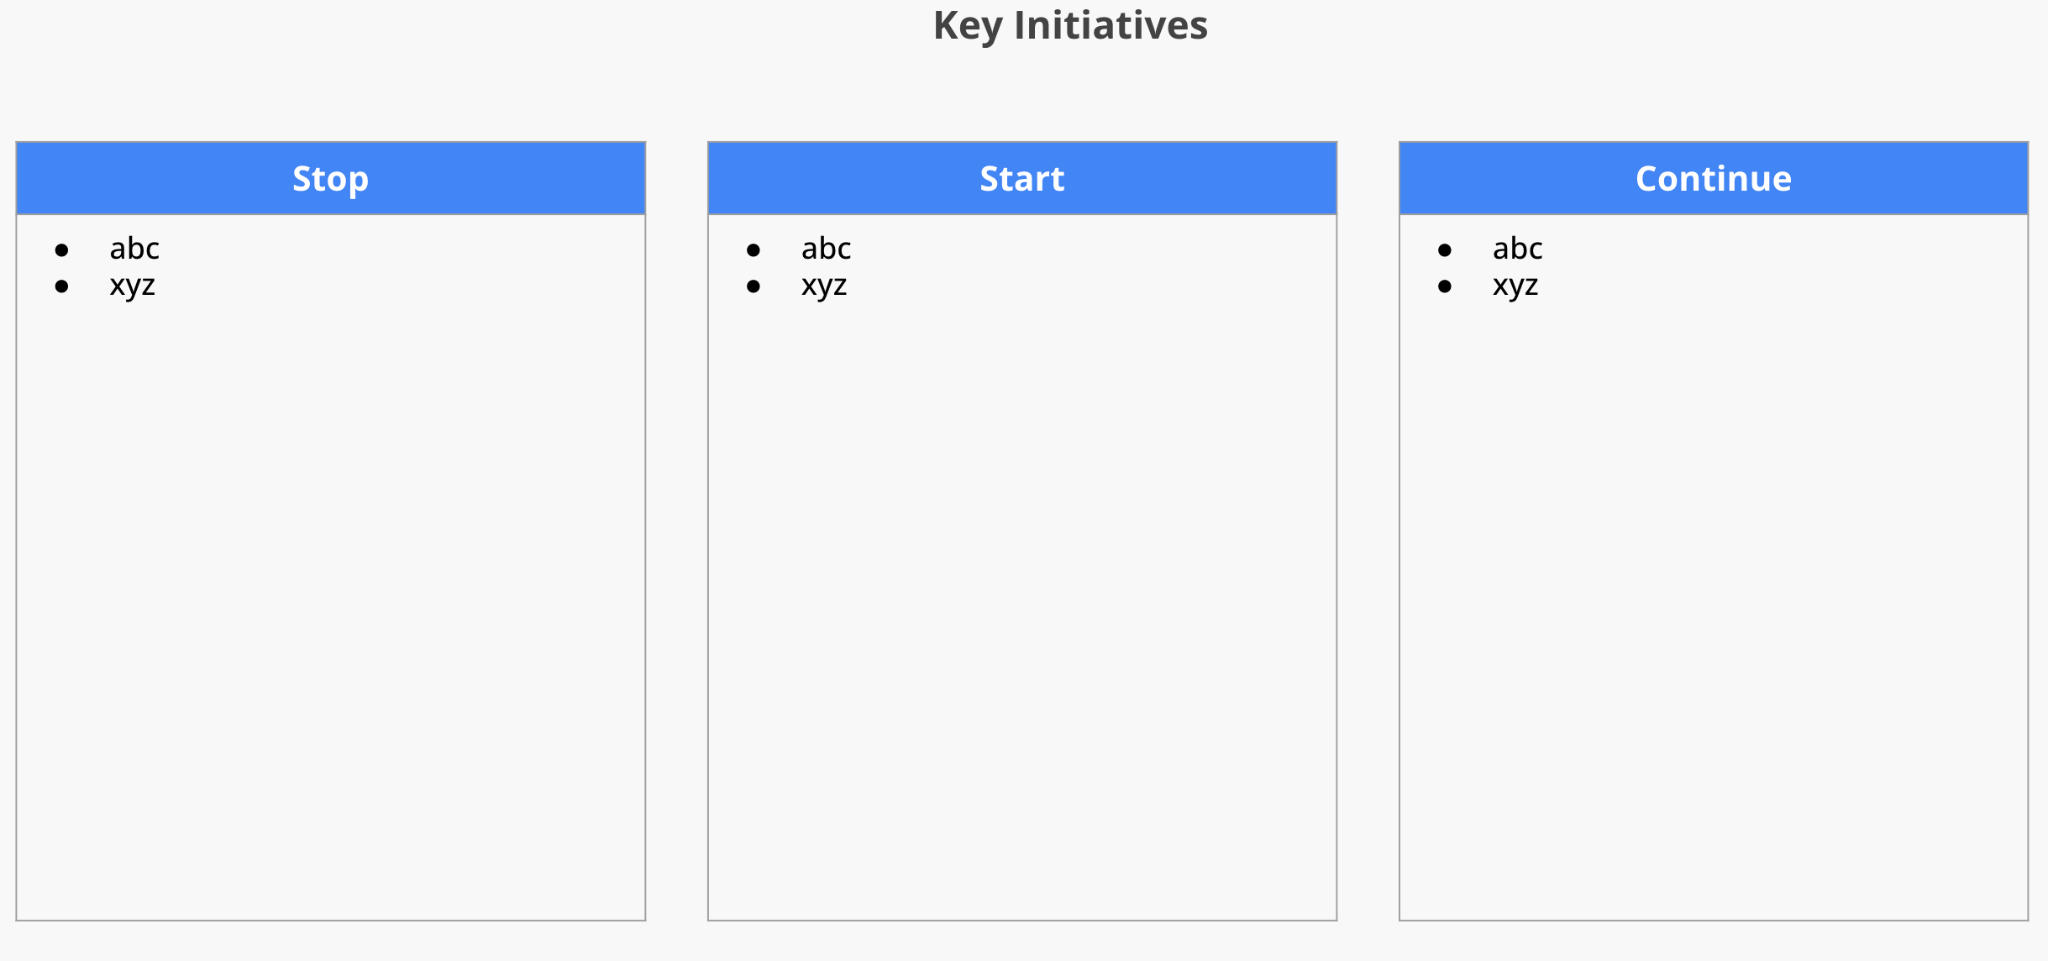 Key Initiatives
Stop
● abc
● xyz
Start
● abc
● xyz
Continue
● abc
● xyz